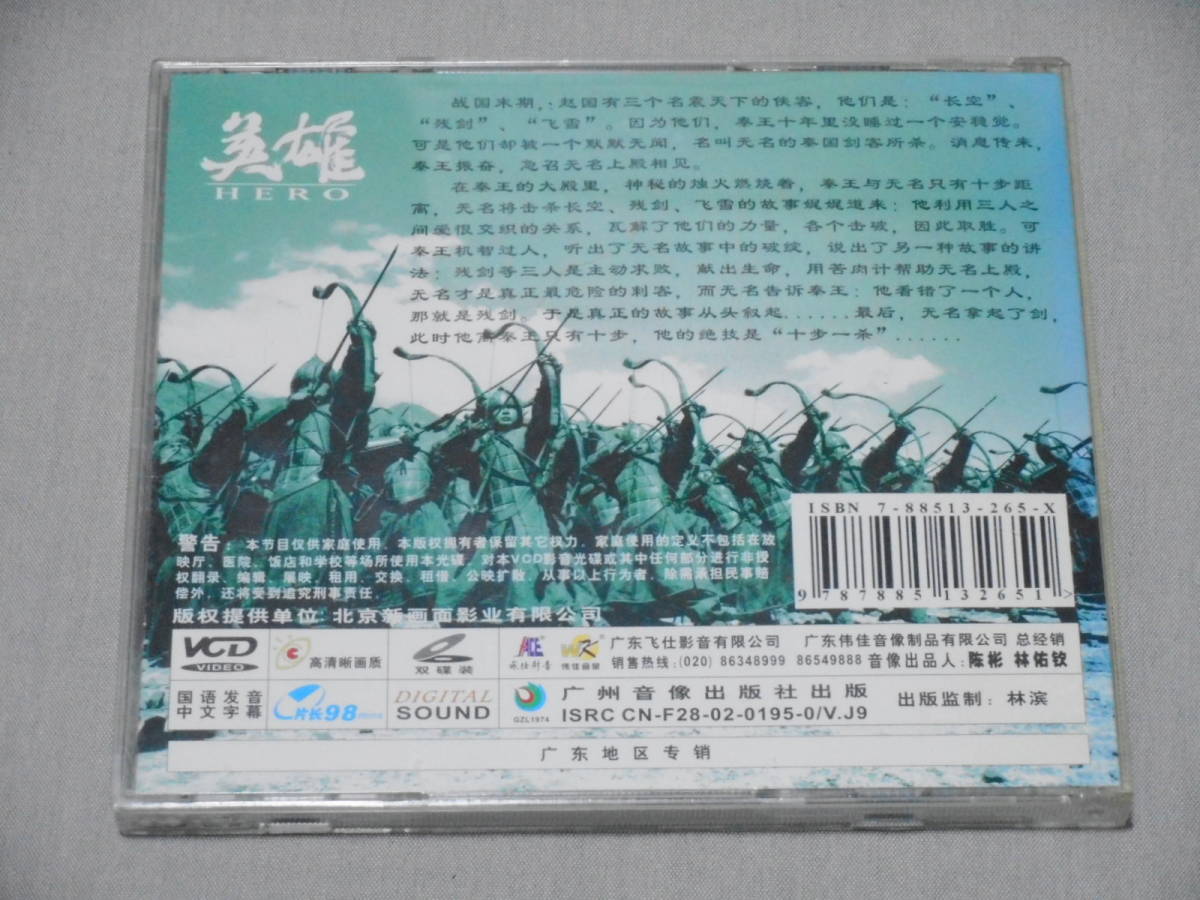 英雄
HERO
战国末期，赵国有三个名震天下的侠客，他们是：“长空”、
“残剑”、“飞雪”。因为他们，秦王十年里没睡过一个安稳觉。
可是他们却被一个默默无闻，名叫无名的秦国剑客所杀。消息传来，
秦王振奋，急召无名上殿相见。
在秦王的大殿里，神秘的烛火燃烧着，秦王与无名只有十步距
离，无名将击杀长空、残剑、飞雪的故事娓娓道来：他利用三人之
间爱恨交织的关系，瓦解了他们的力量，各个击破，因此取胜。可
秦王机智过人，听出了无名故事中的破绽，说出了另一种故事的讲
法：残剑等三人是主动求败，献出生命，用苦肉计帮助无名上殿，
无名才是真正最危险的刺客，而无名告诉秦王：他看错了一个人，
那就是残剑。于是真正的故事从头叙起......最后，无名拿起了剑，
此时他离秦王只有十步，他的绝技是“十步一杀”......
ISBN 7-88513-265-X
9 787885 132651 >
警告：本节目仅供家庭使用，本版权拥有者保留其它权力，家庭使用的定义不包括在放
映厅、医院、饭店和学校等场所使用本光碟，对本VCD影音光碟或其中任何部分进行非授
权翻录、编辑、展映、租用、交换、租借、公映扩散，从事以上行为者，除需承担民事赔
偿外，还将受到追究刑事责任．
版权提供单位：北京新画面影业有限公司
VCD
VIDEO
高清晰画质
双碟装
ACE
伟佳音像
广东飞仕影音有限公司 广东伟佳音像制品有限公司 总经销
销售热线：(020) 86348999 86549888 音像出品人：陈彬 林佑钦
国语发音
中文字幕
片长98mins
DIGITAL
SOUND
GZL1974
广州音像出版社出版
ISRC CN-F28-02-0195-0/V.J9
出版监制：林滨
广东地区专销